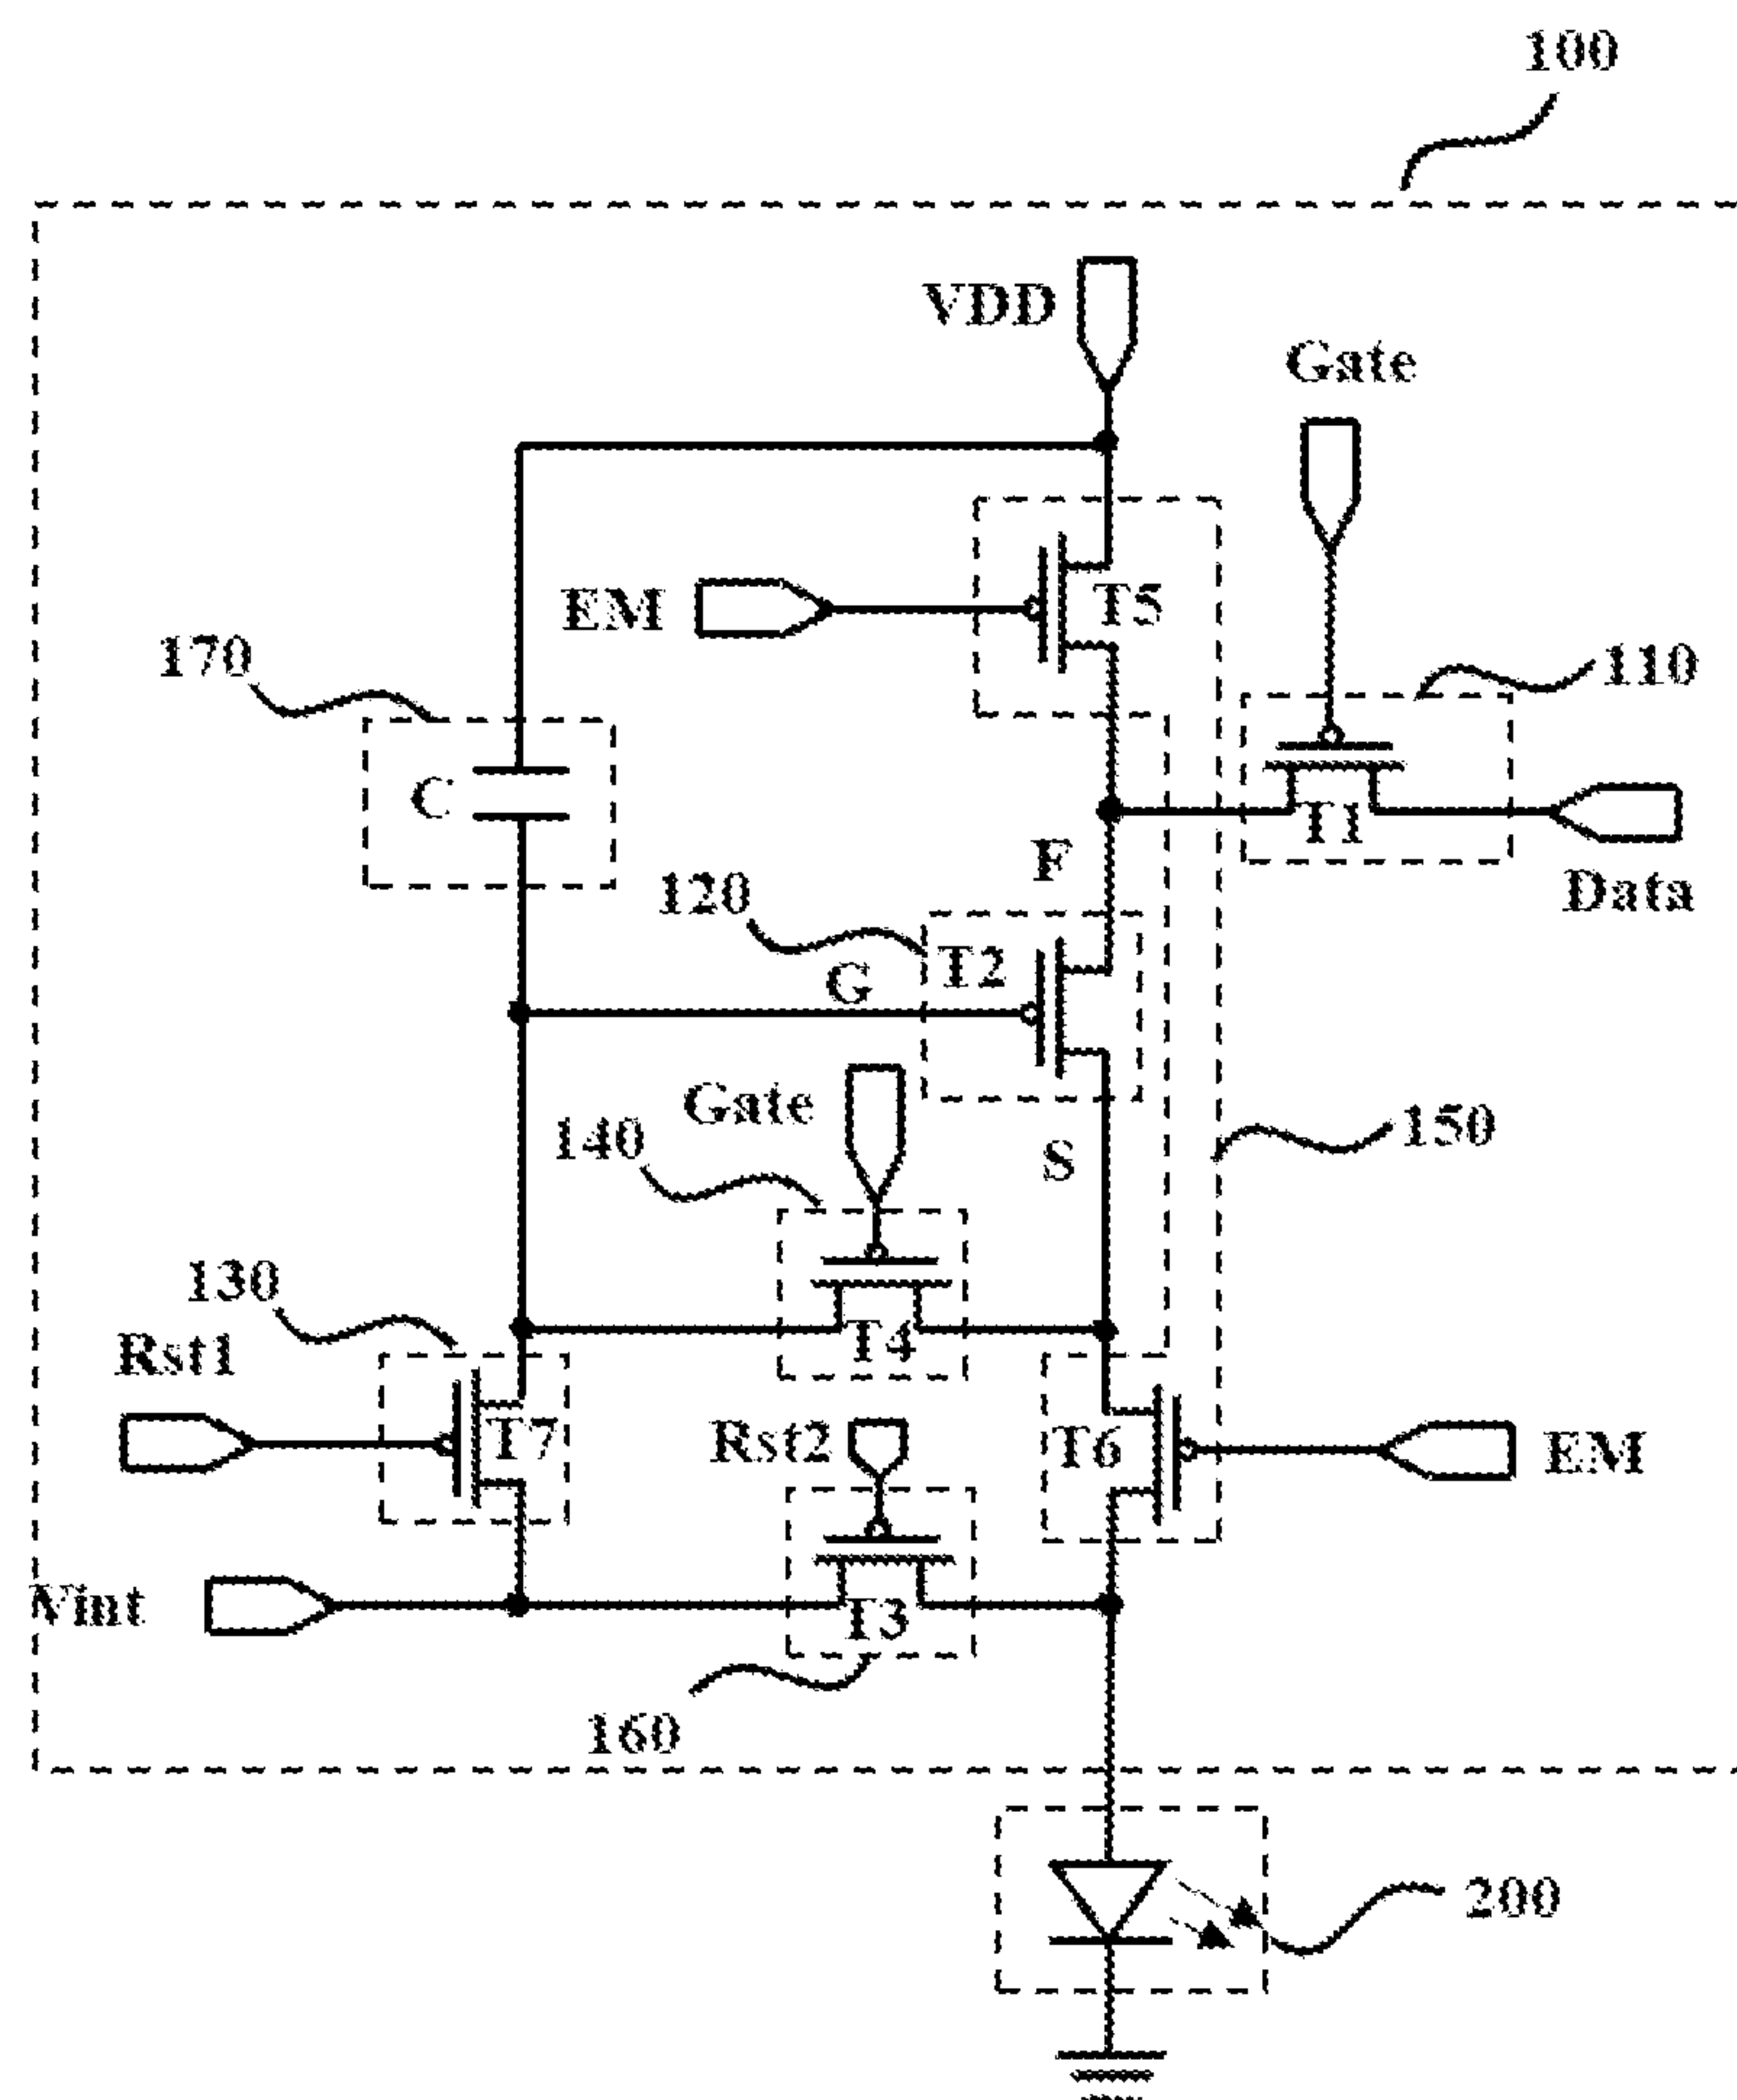 100
VDD
Gate
EM
T5
170
110
C
T1
F
Data
120
T2
G
Gate
140
150
S
130
Rst1
T4
T7
Rst2
T6
EM
Vint
T3
160
200